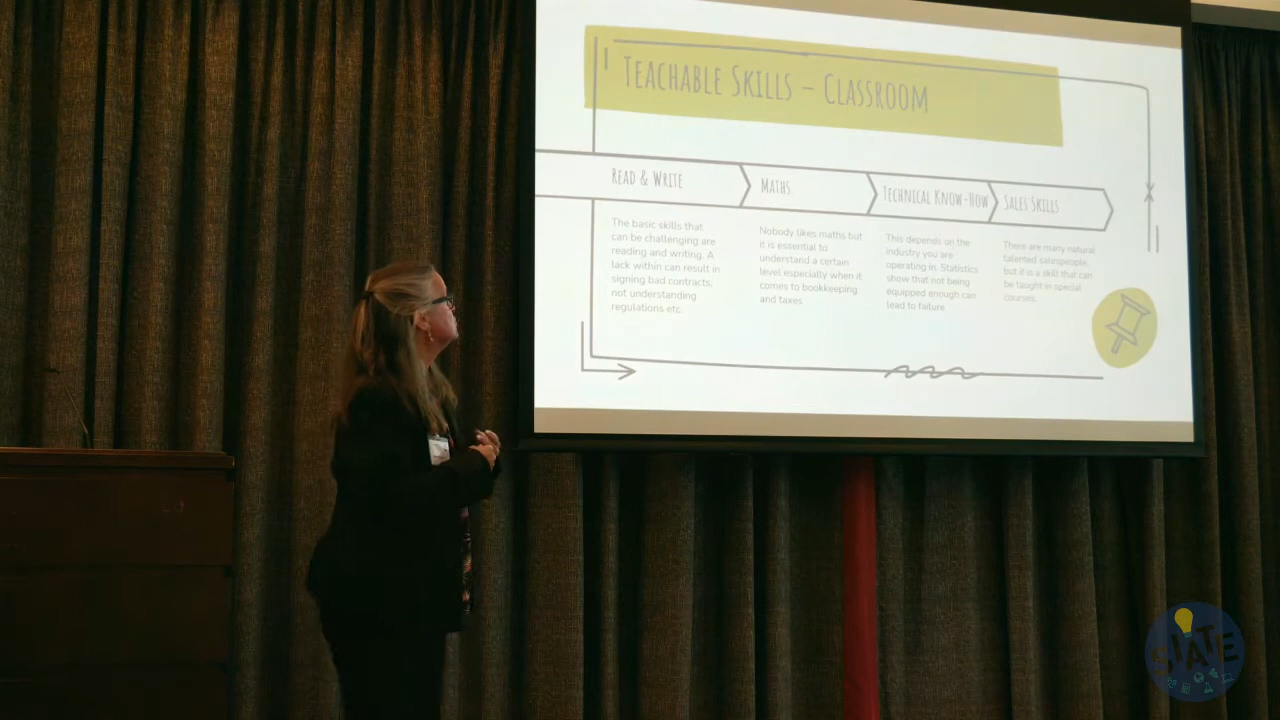 TEACHABLE SKILLS – CLASSROOM
READ & WRITE
The basic skills that
can be challenging are
reading and writing. A
lack within can result in
signing bad contracts,
not understanding
regulations etc.
MATHS
Nobody likes maths but
it is essential to
understand a certain
level especially when it
comes to bookkeeping
and taxes.
TECHNICAL KNOW-HOW
This depends on the
industry you are
operating in. Statistics
show that not being
equipped enough can
lead to failure.
SALES SKILLS
There are many natural
talented salespeople,
but it is a skill that can
be taught in special
courses.
STATE